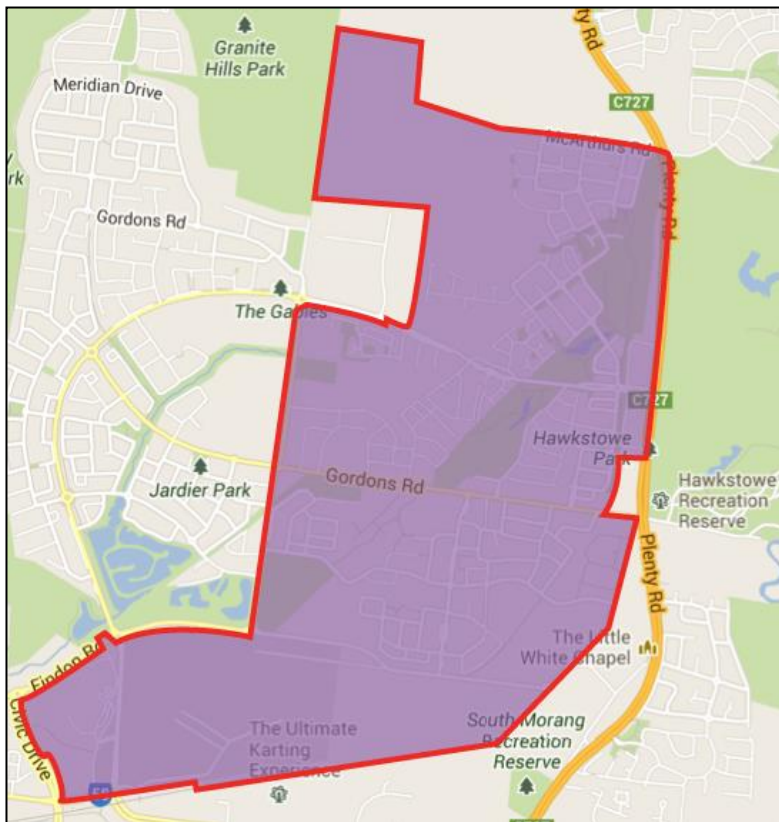 Granite
Hills Park
ty Rd
C727
Meridian Drive
McArthurs Rd
Plenty Rd
Gordons Rd
The Gables
C727
Hawkstowe
Park
Jardier Park
Gordons Rd
Hawkstowe
Recreation
Reserve
Plenty Rd
The Little
White Chapel
Findon Rd
Civic Drive
The Ultimate
Karting
Experience
South Morang
Recreation
Reserve